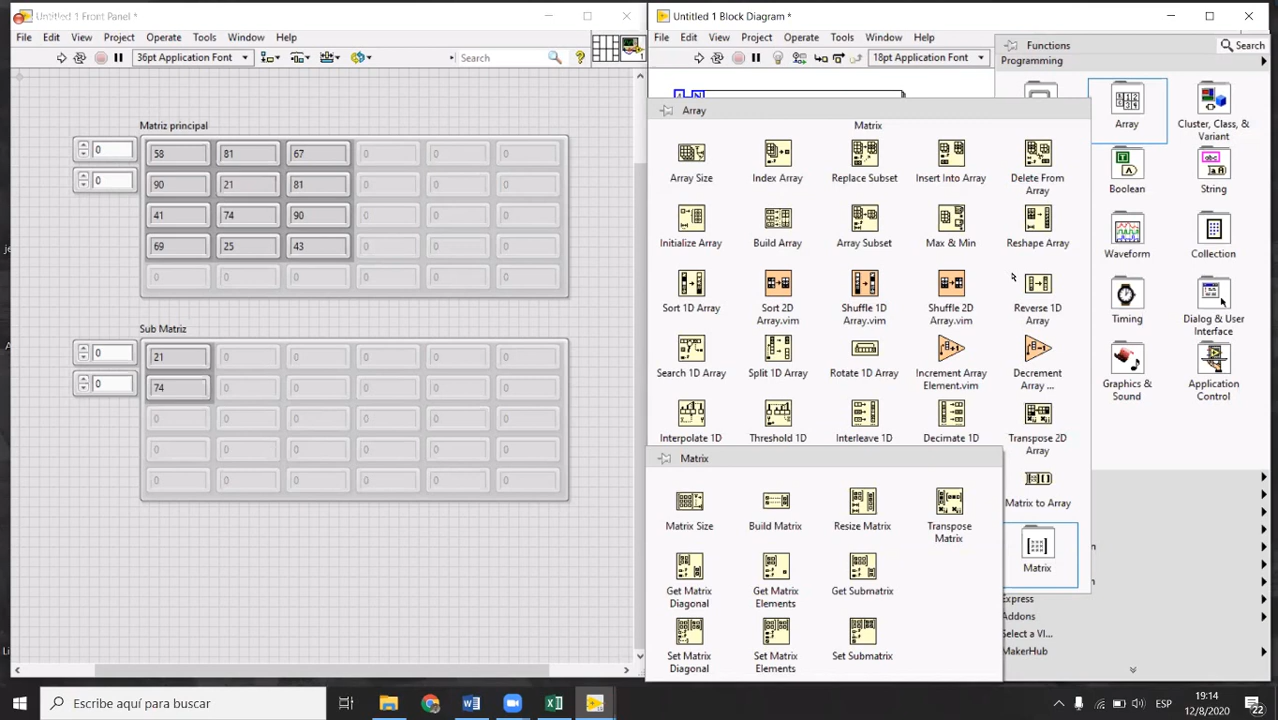 Untitled 1 Front Panel *
File Edit View Project Operate Tools Window Help
36pt Application Font
Search
Matriz principal
0
0
58 81 67 0 0 0
90 21 81 0 0 0
41 74 90 0 0 0
69 25 43 0 0 0
0 0 0 0 0 0
Sub Matriz
0
0
21 0 0 0 0 0
74 0 0 0 0 0
0 0 0 0 0 0
0 0 0 0 0 0
0 0 0 0 0 0
Untitled 1 Block Diagram *
File Edit View Project Operate Tools Window Help
18pt Application Font
Functions
Search
Programming
Array
Cluster, Class, & Variant
Boolean
String
Waveform
Collection
Timing
Dialog & User Interface
Graphics & Sound
Application Control
Express
Addons
Select a VI...
MakerHub
Array
Matrix
Array Size
Index Array
Replace Subset
Insert Into Array
Delete From Array
Initialize Array
Build Array
Array Subset
Max & Min
Reshape Array
Sort 1D Array
Sort 2D Array.vim
Shuffle 1D Array.vim
Shuffle 2D Array.vim
Reverse 1D Array
Search 1D Array
Split 1D Array
Rotate 1D Array
Increment Array Element.vim
Decrement Array ...
Interpolate 1D
Threshold 1D
Interleave 1D
Decimate 1D
Transpose 2D Array
Matrix to Array
Matrix
Matrix
Matrix Size
Build Matrix
Resize Matrix
Transpose Matrix
Get Matrix Diagonal
Get Matrix Elements
Get Submatrix
Set Matrix Diagonal
Set Matrix Elements
Set Submatrix
Escribe aquí para buscar
ESP
19:14
12/8/2020
22